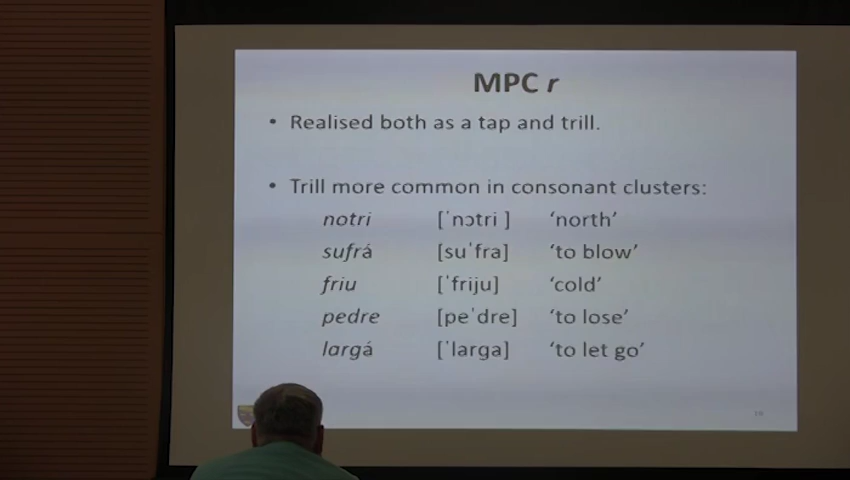 MPC r
• Realised both as a tap and trill.
• Trill more common in consonant clusters:
notri [ˈnɔtri ] ‘north’
sufrá [suˈfra] ‘to blow’
friu [ˈfriju] ‘cold’
pedre [peˈdre] ‘to lose’
largá [ˈlarga] ‘to let go’